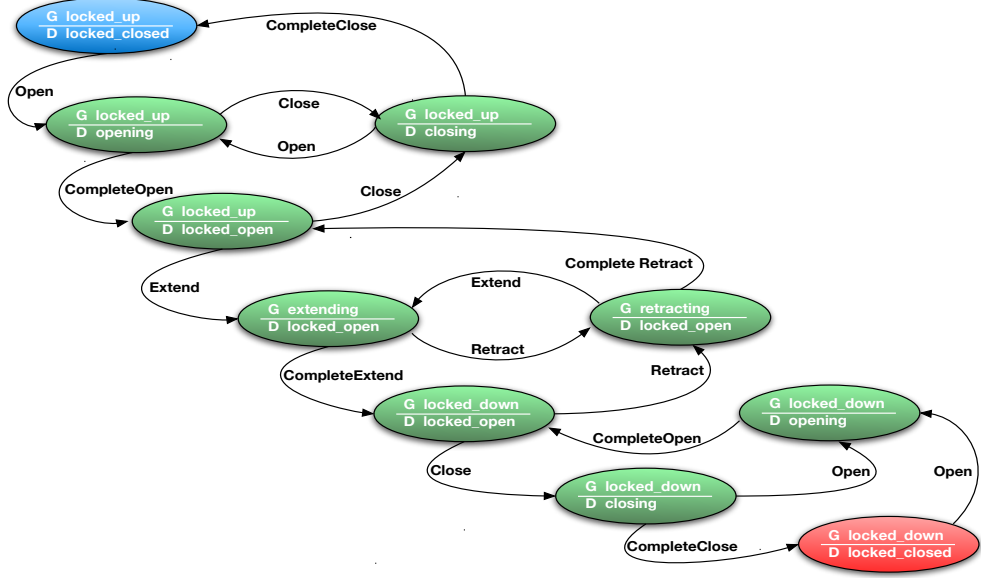 G locked_up
D locked_closed
CompleteClose
Open
G locked_up
D opening
Close
Open
G locked_up
D closing
CompleteOpen
Close
G locked_up
D locked_open
Complete Retract
Extend
Extend
G extending
D locked_open
G retracting
D locked_open
Retract
CompleteExtend
Retract
G locked_down
D locked_open
G locked_down
D opening
CompleteOpen
Close
Open
Open
G locked_down
D closing
CompleteClose
G locked_down
D locked_closed